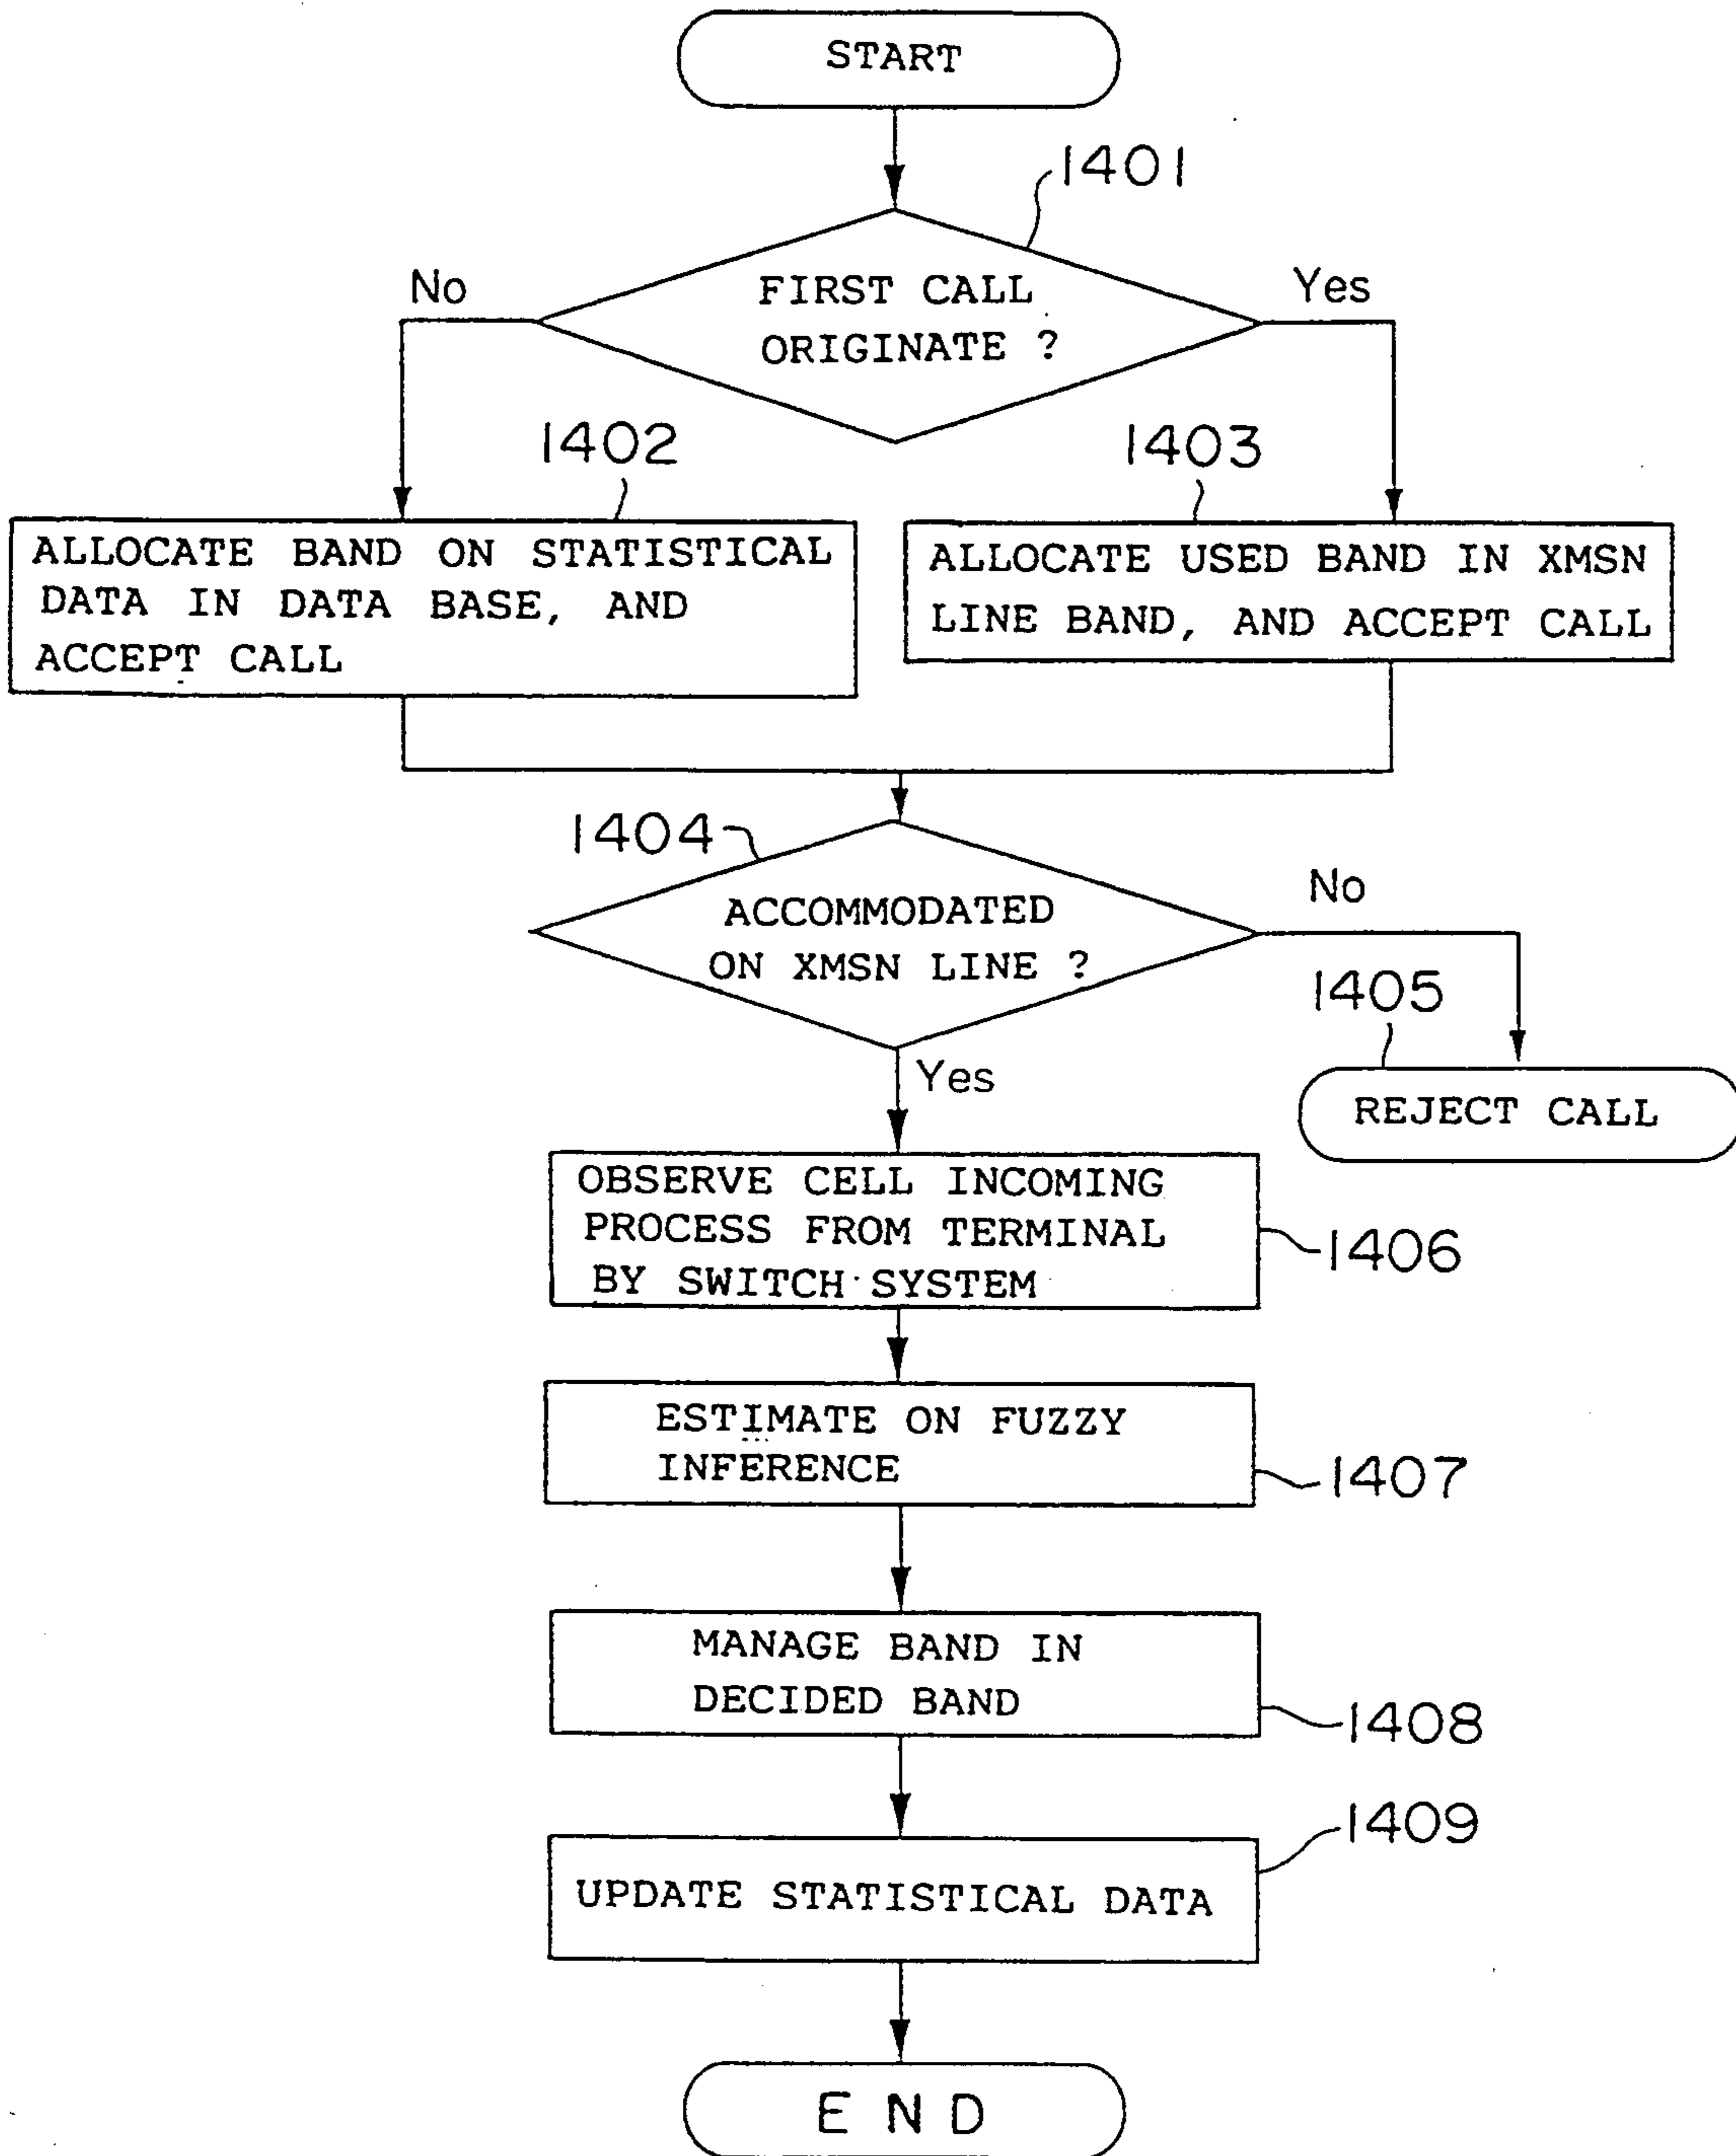 START
1401
No
Yes
FIRST CALL
ORIGINATE ?
1402
1403
ALLOCATE BAND ON STATISTICAL
DATA IN DATA BASE, AND
ACCEPT CALL
ALLOCATE USED BAND IN XMSN
LINE BAND, AND ACCEPT CALL
1404
No
ACCOMMODATED
ON XMSN LINE ?
1405
Yes
REJECT CALL
OBSERVE CELL INCOMING
PROCESS FROM TERMINAL
BY SWITCH SYSTEM
1406
ESTIMATE ON FUZZY
INFERENCE
1407
MANAGE BAND IN
DECIDED BAND
1408
1409
UPDATE STATISTICAL DATA
END